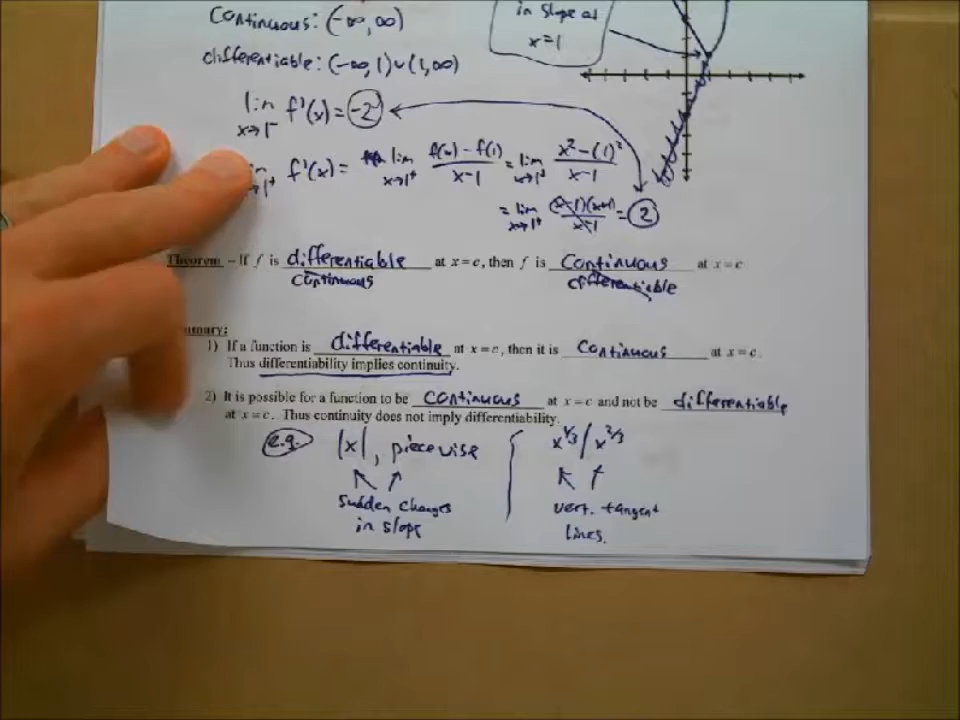 Continuous: (-∞,∞)
in slope at
x=1
differentiable: (-∞,1)∪(1,∞)
lim f'(x) = -2
x→1⁻
f'(x) = lim f(x) - f(1) / x-1 = lim x² - (1)² / x-1
x→1⁺ x→1⁺
= lim (x-1)(x+1) / x-1 = 2
x→1⁺
Theorem – If f is differentiable at x = c, then f is continuous at x = c
continuous differentiable
1) If a function is differentiable at x = c, then it is continuous at x = c.
Thus differentiability implies continuity.
2) It is possible for a function to be continuous at x = c and not be differentiable
at x = c. Thus continuity does not imply differentiability.
e.g. |x|, piecewise x^1/3 / x^2/3
sudden changes vert. tangent
in slope lines.